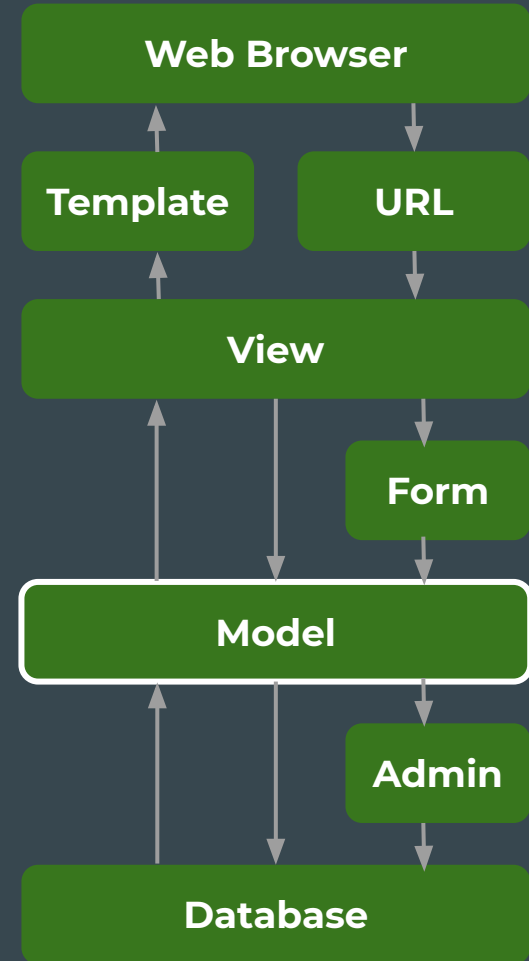 Web Browser
Template
URL
View
Form
Model
Admin
Database